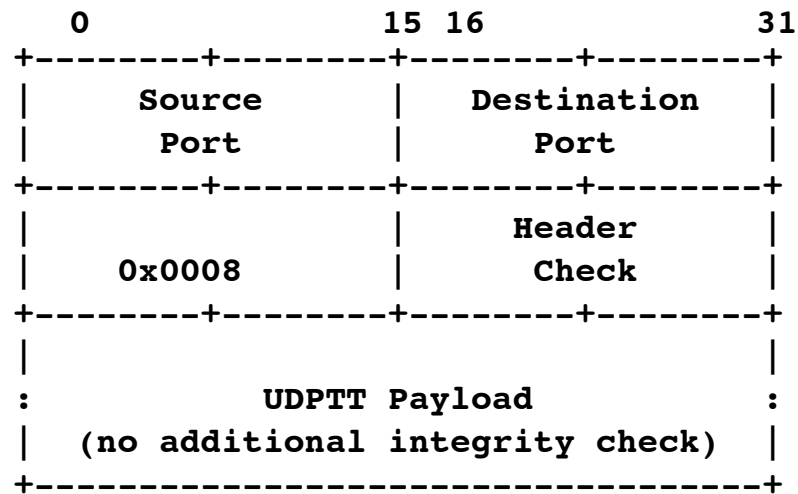 0 15 16 31
+--------+--------+--------+--------+
| Source | Destination |
| Port | Port |
+--------+--------+--------+--------+
| | Header |
| 0x0008 | Check |
+--------+--------+--------+--------+
| |
: UDPTT Payload :
| (no additional integrity check) |
+-----------------------------------+